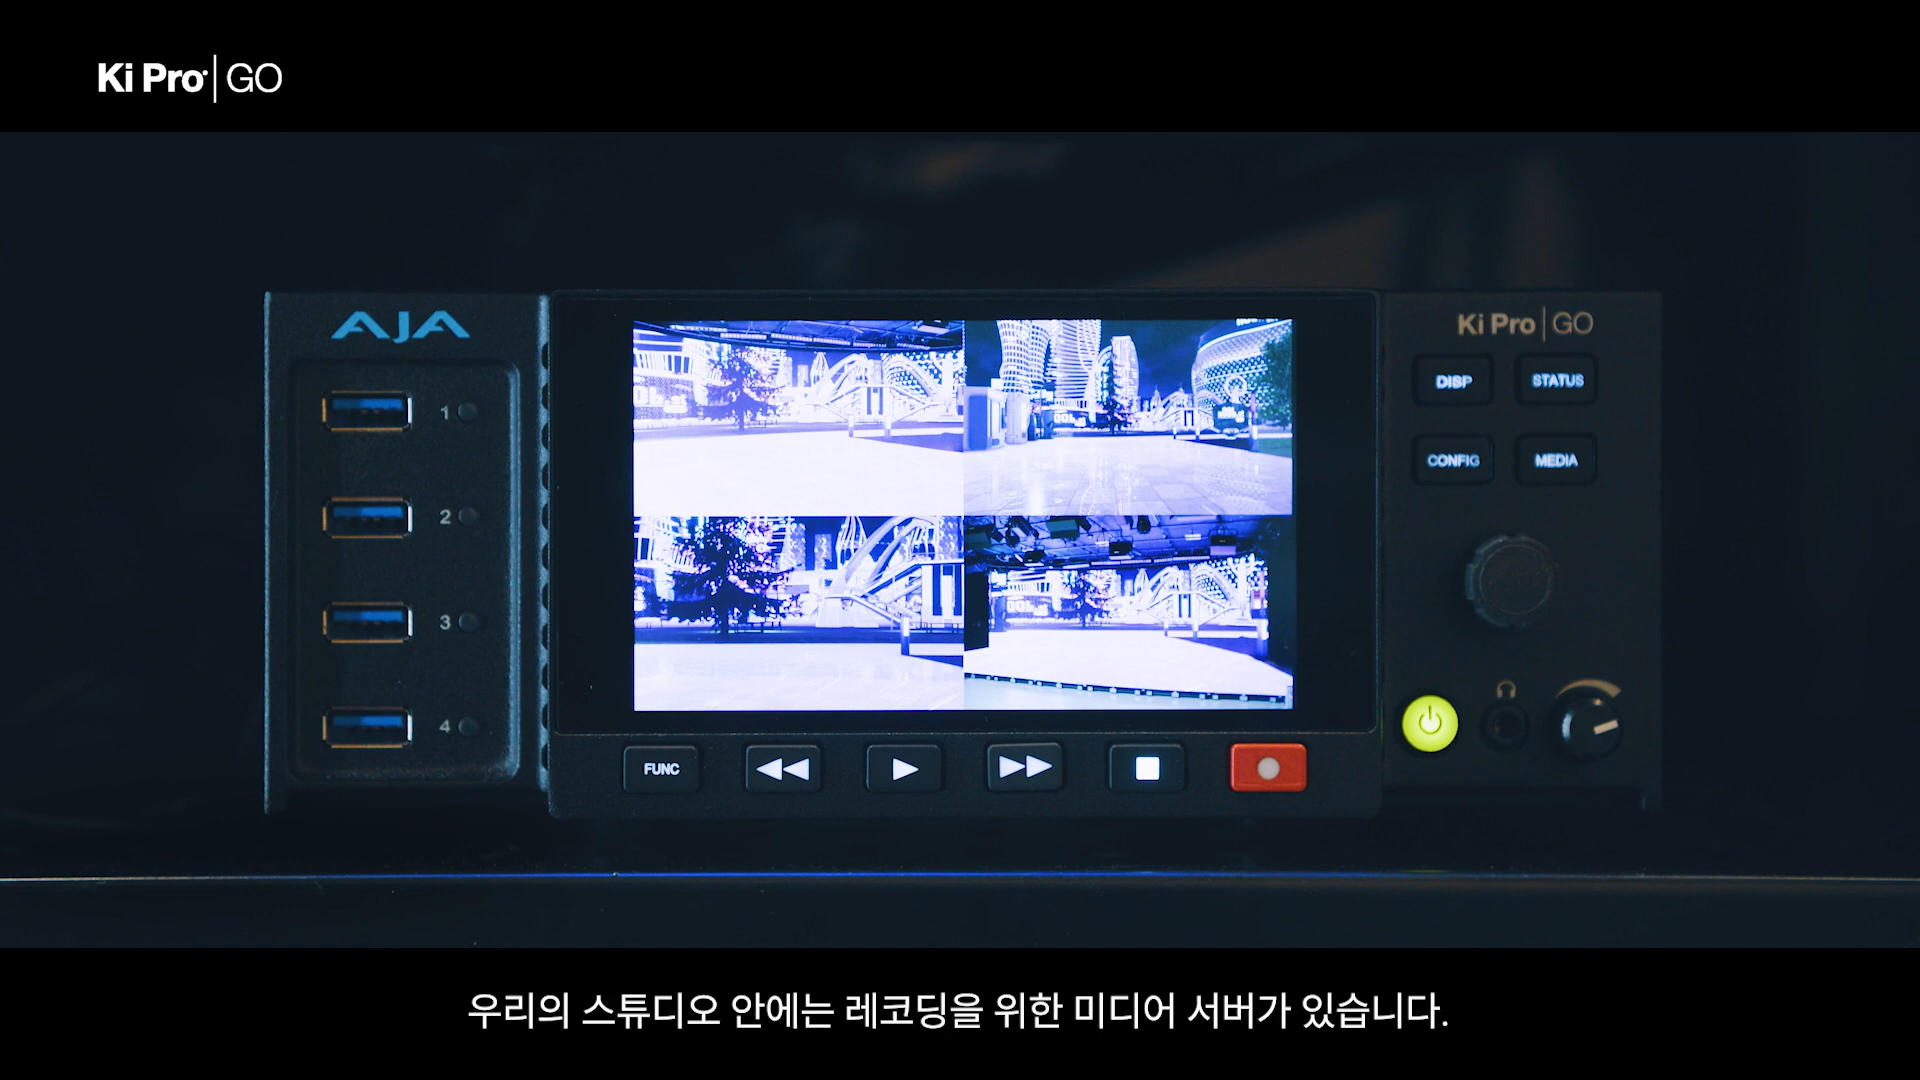 Ki Pro GO
AJA
Ki Pro GO
DISP
STATUS
CONFIG
MEDIA
1
2
3
4
FUNC
우리의 스튜디오 안에는 레코딩을 위한 미디어 서버가 있습니다.